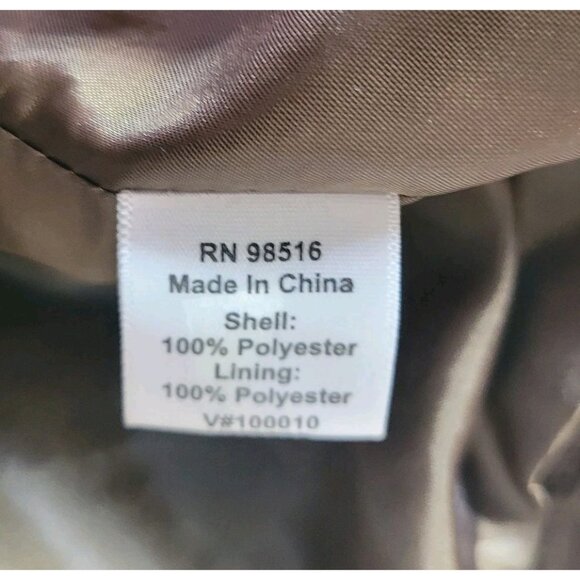 RN 98516
Made In China
Shell:
100% Polyester
Lining:
100% Polyester
V#100010